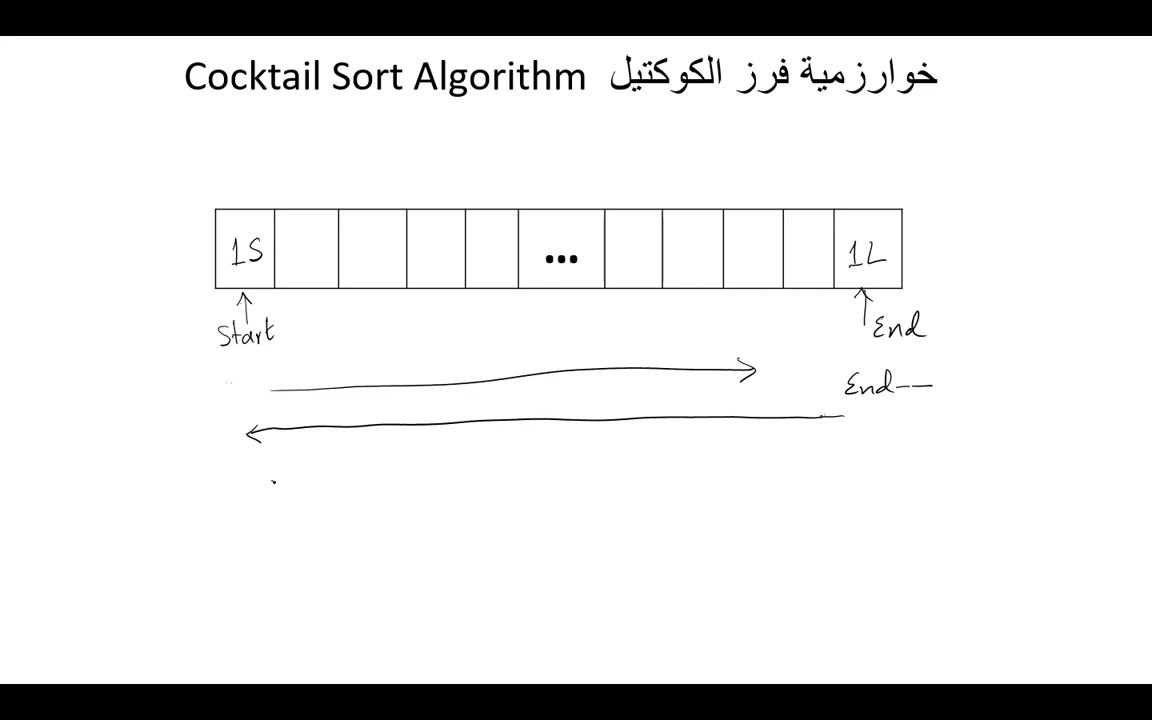 Cocktail Sort Algorithm خوارزمية فرز الكوكتيل
1S ... 1L
Start End
End--